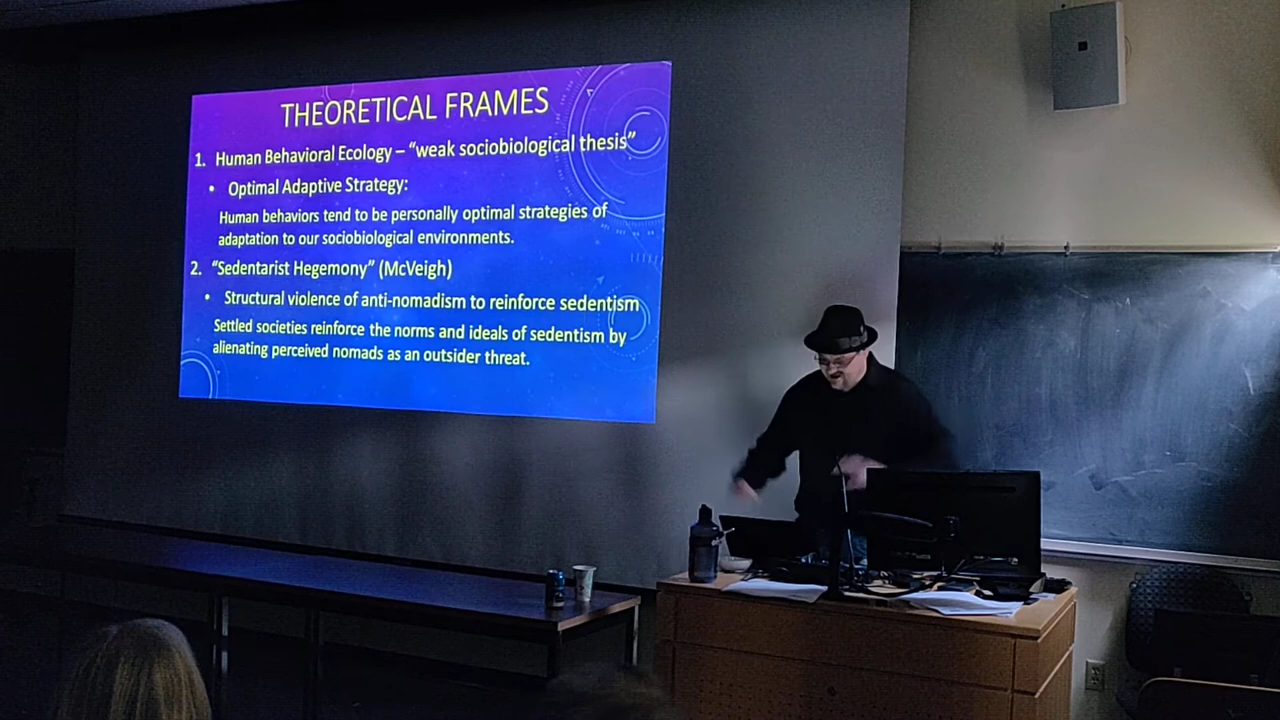 THEORETICAL FRAMES
1. Human Behavioral Ecology – “weak sociobiological thesis”
• Optimal Adaptive Strategy:
Human behaviors tend to be personally optimal strategies of
adaptation to our sociobiological environments.
2. “Sedentarist Hegemony” (McVeigh)
• Structural violence of anti-nomadism to reinforce sedentism
Settled societies reinforce the norms and ideals of sedentism by
alienating perceived nomads as an outsider threat.